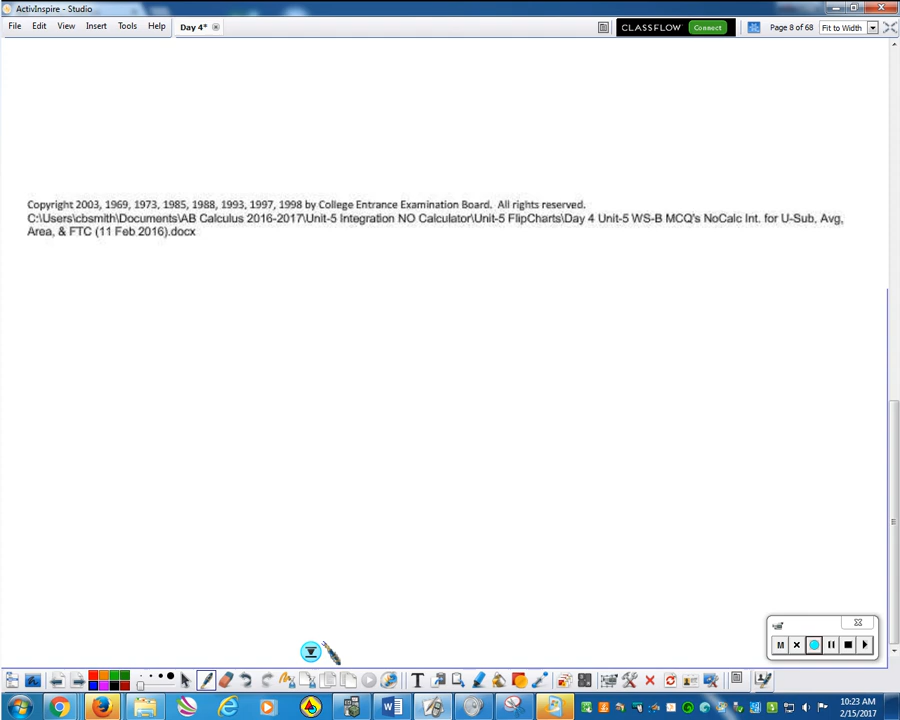 ActivInspire - Studio
File Edit View Insert Tools Help Day 4* CLASSFLOW Connect Page 8 of 68 Fit to Width
Copyright 2003, 1969, 1973, 1985, 1988, 1993, 1997, 1998 by College Entrance Examination Board. All rights reserved.
C:\Users\cbsmith\Documents\AB Calculus 2016-2017\Unit-5 Integration NO Calculator\Unit-5 FlipCharts\Day 4 Unit-5 WS-B MCQ's NoCalc Int. for U-Sub, Avg,
Area, & FTC (11 Feb 2016).docx
M
T
W
10:23 AM
2/15/2017